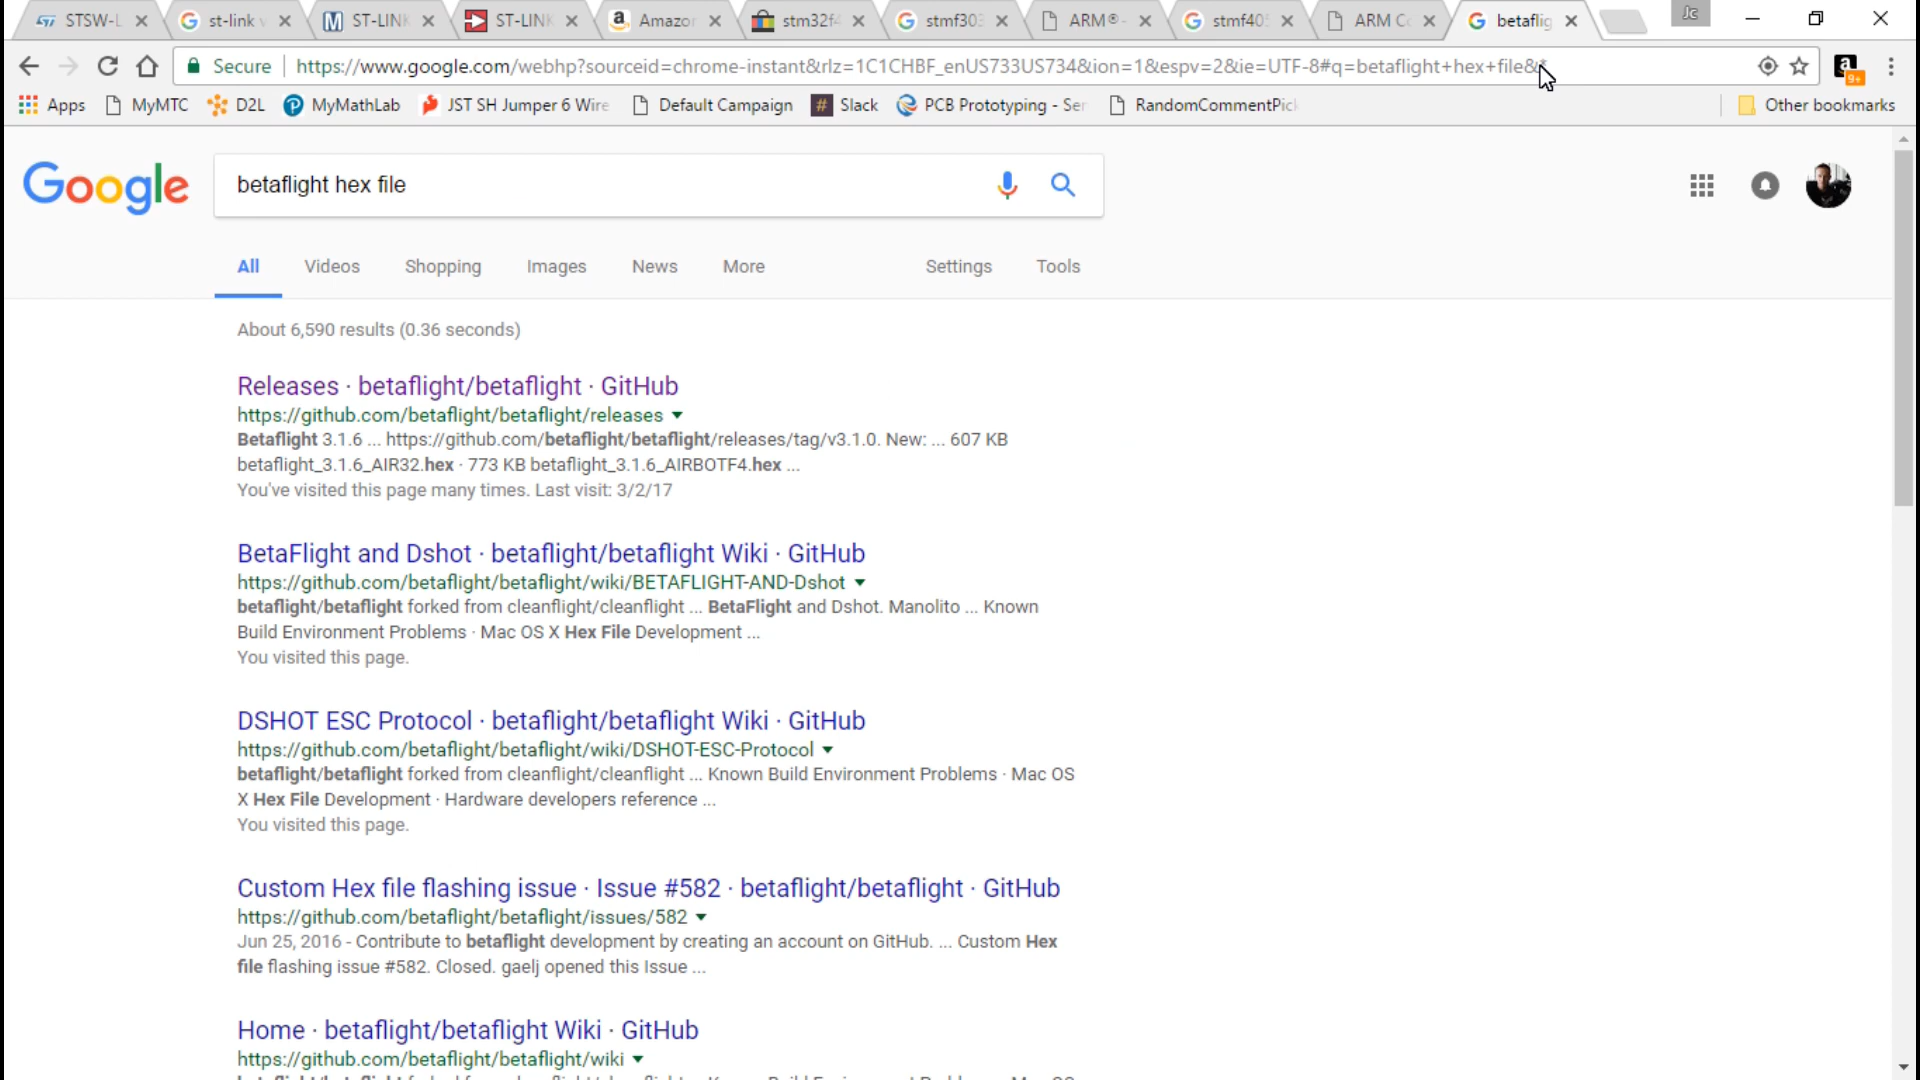 STSW-L
st-link v
ST-LINK
ST-LINK
Amazon
stm32f4
stmf303
ARM® -
stmf405
ARM Co
betaflig
Jc
Secure https://www.google.com/webhp?sourceid=chrome-instant&rlz=1C1CHBF_enUS733US734&ion=1&espv=2&ie=UTF-8#q=betaflight+hex+file&*
9+
Apps MyMTC D2L MyMathLab JST SH Jumper 6 Wire Default Campaign Slack PCB Prototyping - Ser RandomCommentPick Other bookmarks
Google
betaflight hex file
All Videos Shopping Images News More Settings Tools
About 6,590 results (0.36 seconds)
Releases · betaflight/betaflight · GitHub
https://github.com/betaflight/betaflight/releases
Betaflight 3.1.6 ... https://github.com/betaflight/betaflight/releases/tag/v3.1.0. New: ... 607 KB
betaflight_3.1.6_AIR32.hex · 773 KB betaflight_3.1.6_AIRBOTF4.hex ...
You've visited this page many times. Last visit: 3/2/17
BetaFlight and Dshot · betaflight/betaflight Wiki · GitHub
https://github.com/betaflight/betaflight/wiki/BETAFLIGHT-AND-Dshot
betaflight/betaflight forked from cleanflight/cleanflight ... BetaFlight and Dshot. Manolito ... Known
Build Environment Problems · Mac OS X Hex File Development ...
You visited this page.
DSHOT ESC Protocol · betaflight/betaflight Wiki · GitHub
https://github.com/betaflight/betaflight/wiki/DSHOT-ESC-Protocol
betaflight/betaflight forked from cleanflight/cleanflight ... Known Build Environment Problems · Mac OS
X Hex File Development · Hardware developers reference ...
You visited this page.
Custom Hex file flashing issue · Issue #582 · betaflight/betaflight · GitHub
https://github.com/betaflight/betaflight/issues/582
Jun 25, 2016 - Contribute to betaflight development by creating an account on GitHub. ... Custom Hex
file flashing issue #582. Closed. gaelj opened this Issue ...
Home · betaflight/betaflight Wiki · GitHub
https://github.com/betaflight/betaflight/wiki